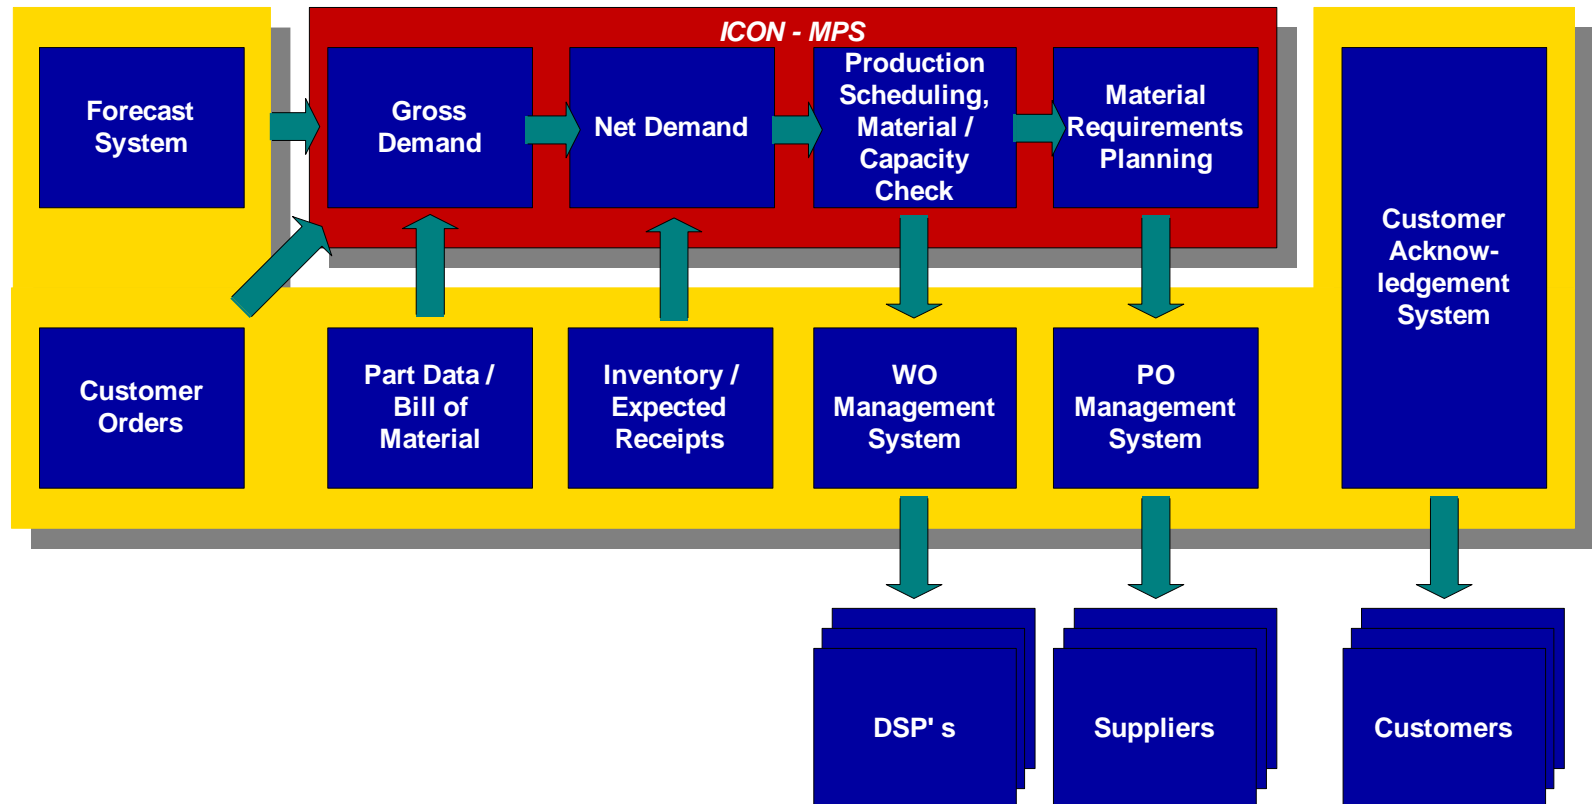 ICON - MPS
Forecast
System
Gross
Demand
Net Demand
Production
Scheduling,
Material /
Capacity
Check
Material
Requirements
Planning
Customer
Acknow-
ledgement
System
Customer
Orders
Part Data /
Bill of
Material
Inventory /
Expected
Receipts
WO
Management
System
PO
Management
System
DSP' s
Suppliers
Customers